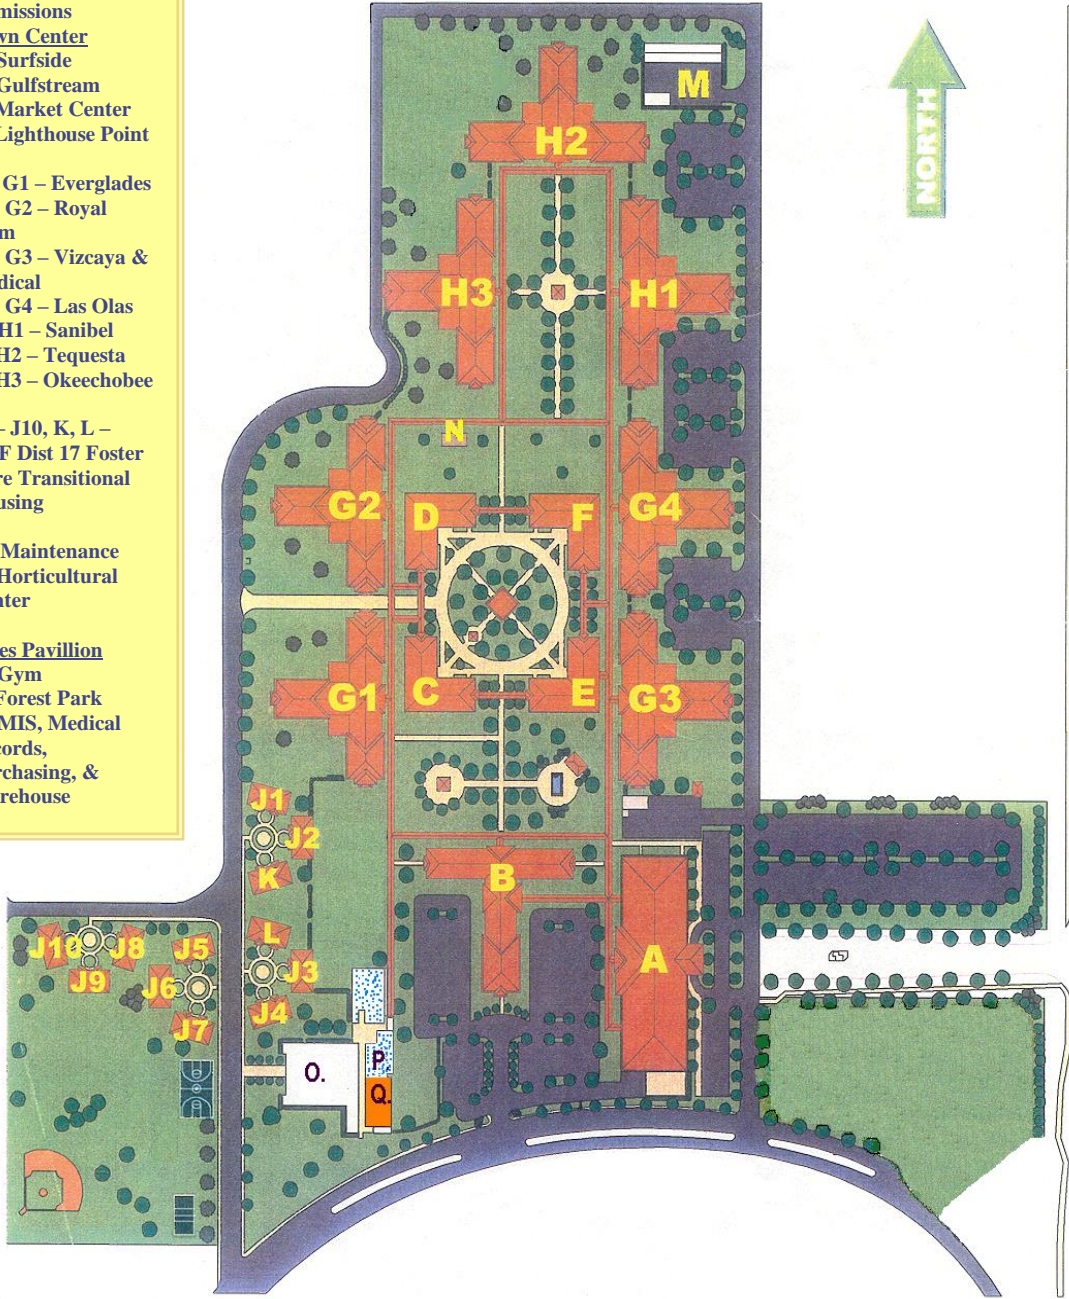 missions
wn Center
Surfside
Gulfstream
Market Center
Lighthouse Point
G1 – Everglades
G2 – Royal
m
G3 – Vizcaya &
dical
G4 – Las Olas
H1 – Sanibel
H2 – Tequesta
H3 – Okeechobee
– J10, K, L –
F Dist 17 Foster
re Transitional
using
Maintenance
Horticultural
nter
es Pavillion
Gym
Forest Park
MIS, Medical
cords,
rchasing, &
rehouse
NORTH
M
H2
H3
H1
N
G2
D
F
G4
G1
C
E
G3
J1
J2
K
B
L
J10
J8
J5
J9
J6
J3
A
J7
J4
O.
P
Q.